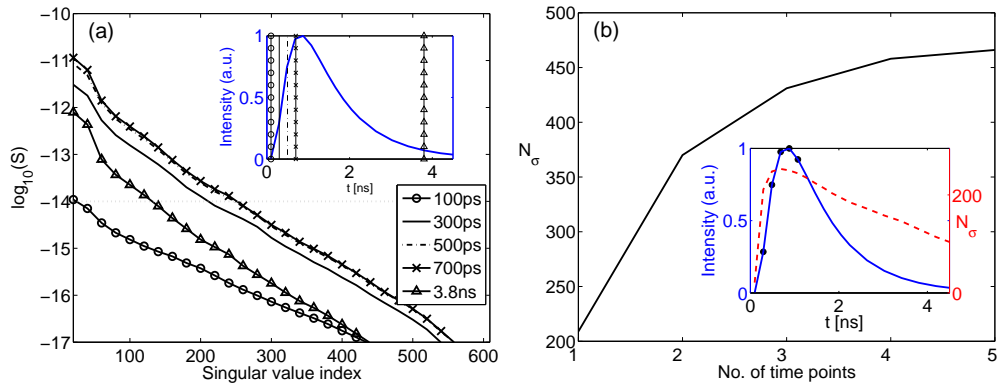 (a)
log10(S)
-11
-12
-13
-14
-15
-16
-17
100 200 300 400 500 600
Singular value index
Intensity (a.u.)
1
0.5
0
0 2 4
t [ns]
100ps
300ps
500ps
700ps
3.8ns
(b)
Nσ
500
450
400
350
300
250
200
1 2 3 4 5
No. of time points
Intensity (a.u.)
1
0.5
0
0 2 4
t [ns]
200
Nσ
0